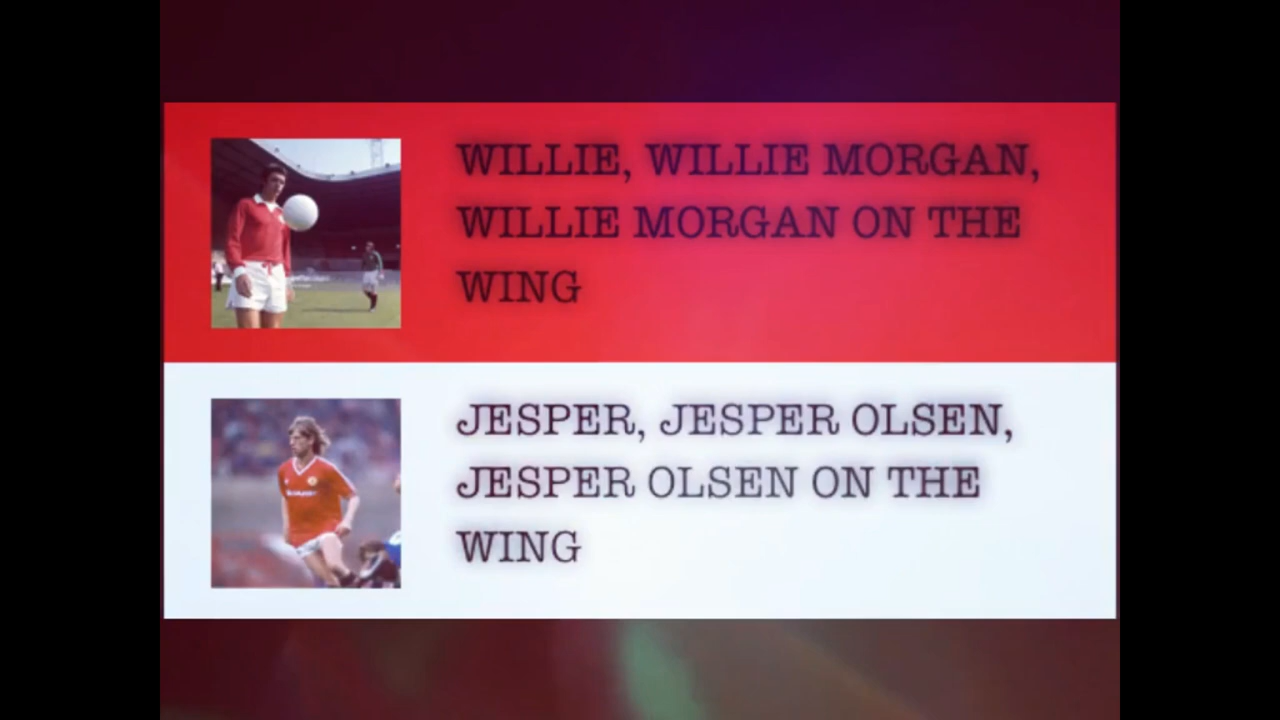 WILLIE, WILLIE MORGAN,
WILLIE MORGAN ON THE
WING
JESPER, JESPER OLSEN,
JESPER OLSEN ON THE
WING